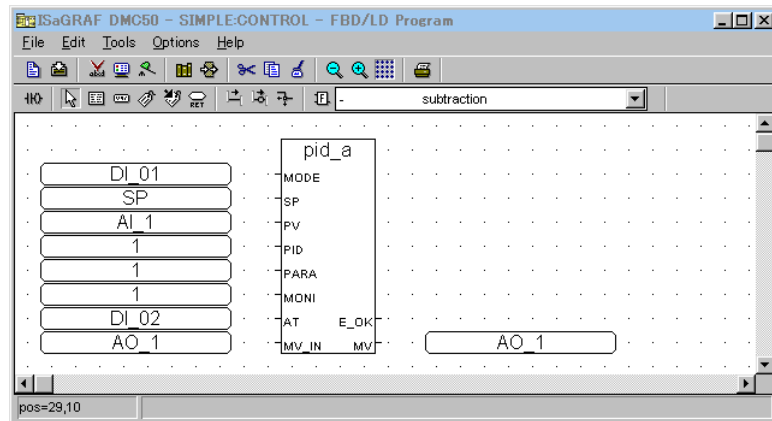 ISaGRAF DMC50 - SIMPLE:CONTROL - FBD/LD Program
File Edit Tools Options Help
RET - subtraction
pid_a
DI_01 MODE
SP SP
AI_1 PV
1 PID
1 PARA
1 MONI
DI_02 AT E_OK
AO_1 MV_IN MV AO_1
pos=29,10